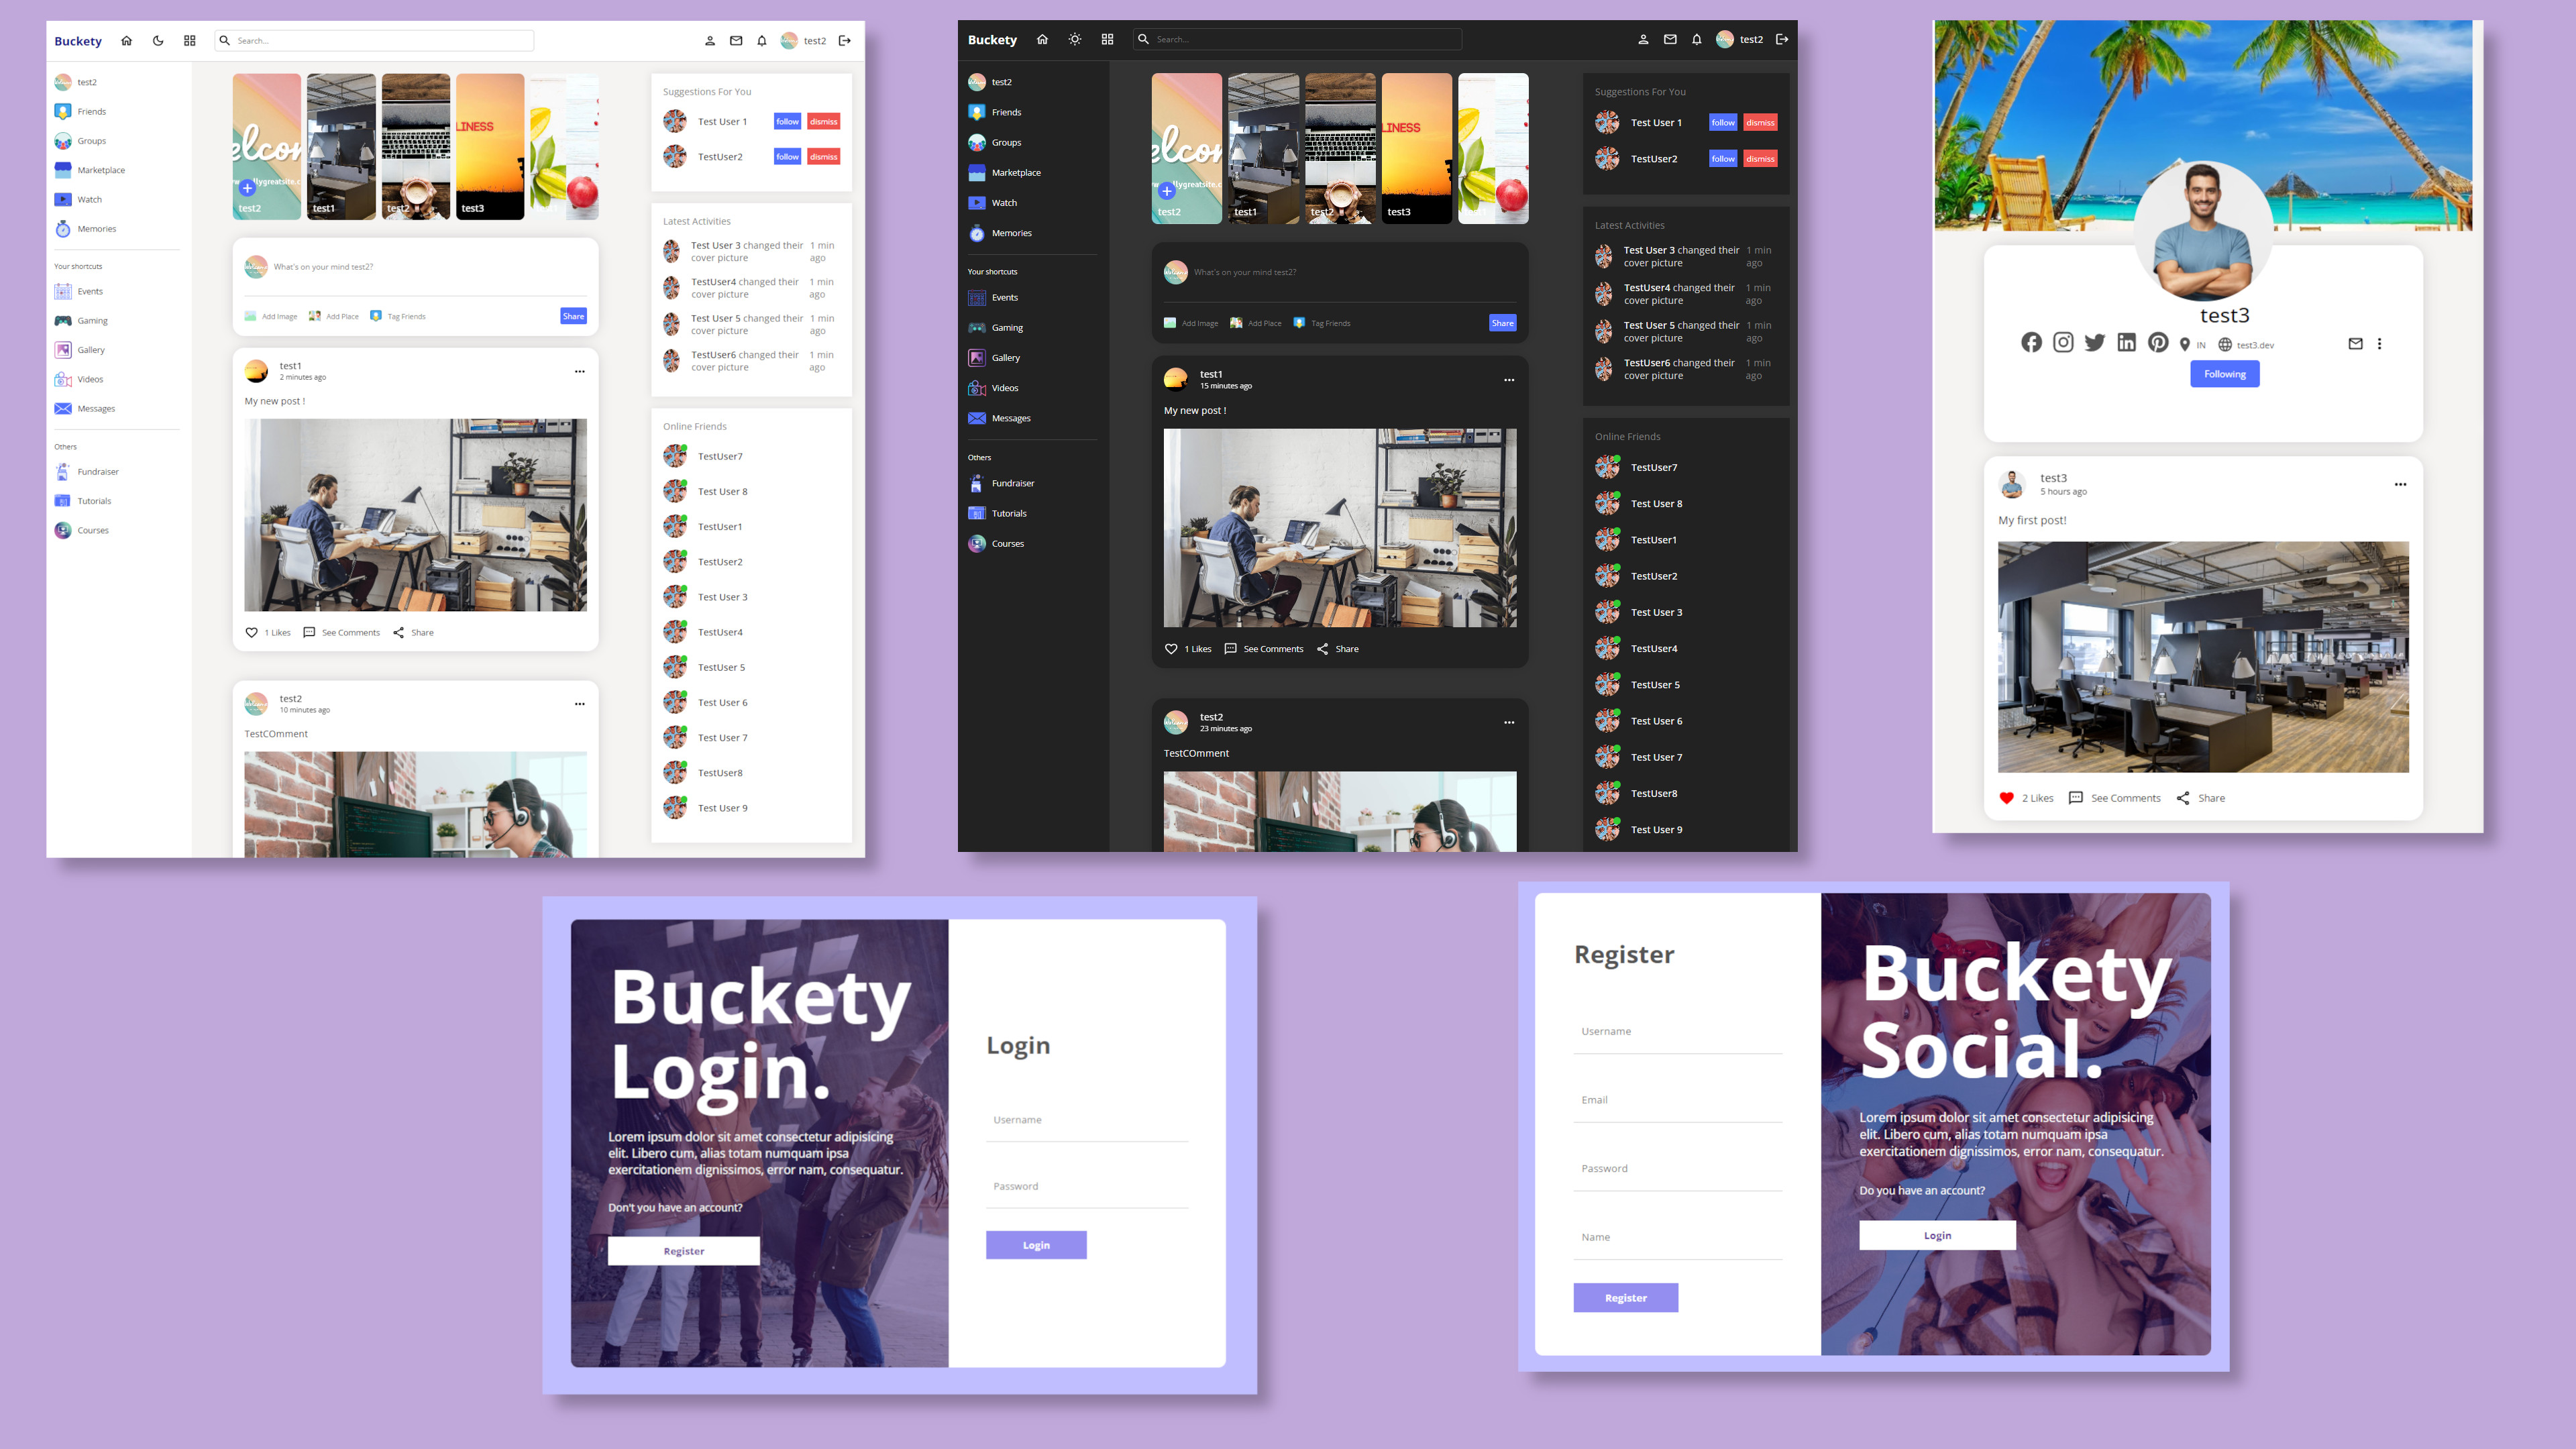 Buckety
Search...
test2
test2
Friends
Groups
Marketplace
Watch
Memories
Your shortcuts
Events
Gaming
Gallery
Videos
Messages
Others
Fundraiser
Tutorials
Courses
test2
test1
test2
LINESS
test3
What's on your mind test2?
Add Image
Add Place
Tag Friends
Share
test1
2 minutes ago
My new post !
1 Likes
See Comments
Share
test2
10 minutes ago
TestCOmment
Suggestions For You
Test User 1
follow
dismiss
TestUser2
follow
dismiss
Latest Activities
Test User 3 changed their
cover picture
1 min
ago
TestUser4 changed their
cover picture
1 min
ago
Test User 5 changed their
cover picture
1 min
ago
TestUser6 changed their
cover picture
1 min
ago
Online Friends
TestUser7
Test User 8
TestUser1
TestUser2
Test User 3
TestUser4
TestUser 5
Test User 6
Test User 7
TestUser8
Test User 9
Buckety
Search...
test2
test2
Friends
Groups
Marketplace
Watch
Memories
Your shortcuts
Events
Gaming
Gallery
Videos
Messages
Others
Fundraiser
Tutorials
Courses
test2
test1
test2
LINESS
test3
What's on your mind test2?
Add Image
Add Place
Tag Friends
Share
test1
15 minutes ago
My new post !
1 Likes
See Comments
Share
test2
23 minutes ago
TestCOmment
Suggestions For You
Test User 1
follow
dismiss
TestUser2
follow
dismiss
Latest Activities
Test User 3 changed their
cover picture
1 min
ago
TestUser4 changed their
cover picture
1 min
ago
Test User 5 changed their
cover picture
1 min
ago
TestUser6 changed their
cover picture
1 min
ago
Online Friends
TestUser7
Test User 8
TestUser1
TestUser2
Test User 3
TestUser4
TestUser 5
Test User 6
Test User 7
TestUser8
Test User 9
test3
IN
test3.dev
Following
test3
5 hours ago
My first post!
2 Likes
See Comments
Share
Buckety
Login.
Lorem ipsum dolor sit amet consectetur adipisicing
elit. Libero cum, alias totam numquam ipsa
exercitationem dignissimos, error nam, consequatur.
Don't you have an account?
Register
Login
Username
Password
Login
Register
Username
Email
Password
Name
Register
Buckety
Social.
Lorem ipsum dolor sit amet consectetur adipisicing
elit. Libero cum, alias totam numquam ipsa
exercitationem dignissimos, error nam, consequatur.
Do you have an account?
Login